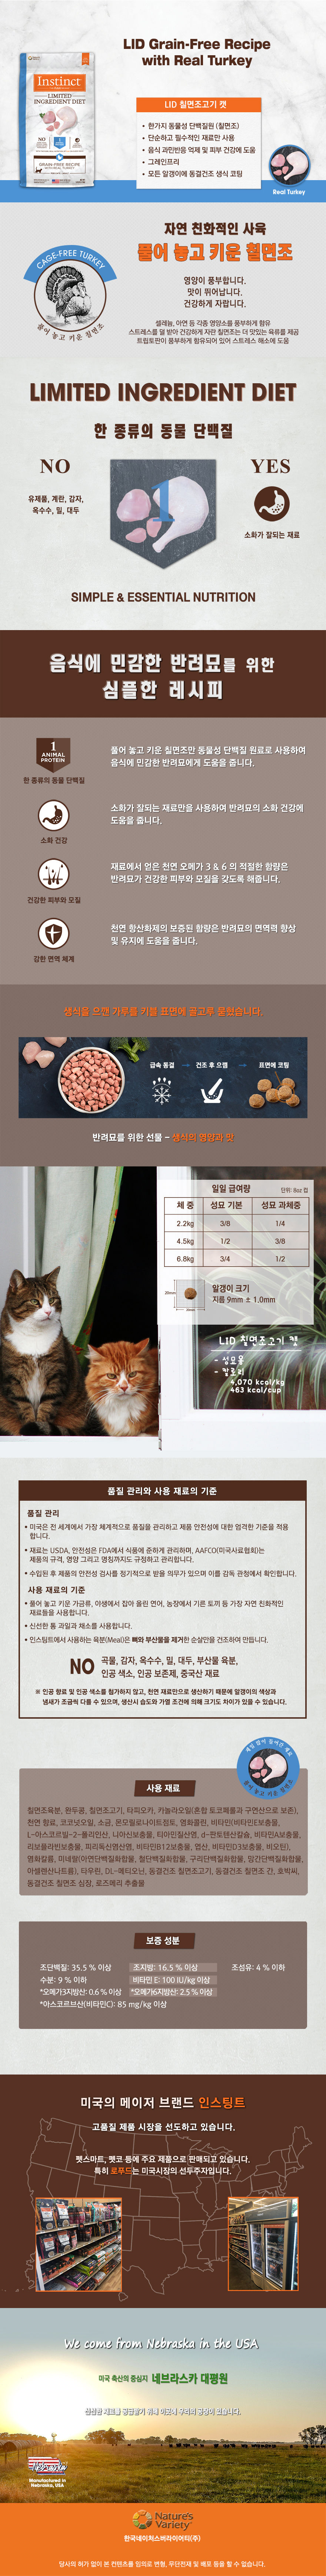 LID Grain-Free Recipe
with Real Turkey
Instinct
LIMITED
INGREDIENT DIET
NO
1
GRAIN-FREE RECIPE
LID 칠면조고기 캣
• 한가지 동물성 단백질원 (칠면조)
• 단순하고 필수적인 재료만 사용
• 음식 과민반응 억제 및 피부 건강에 도움
• 그레인프리
• 모든 알갱이에 동결건조 생식 코팅
Real Turkey
자연 친화적인 사육
풀어 놓고 키운 칠면조
CAGE-FREE TURKEY
풀어 놓고 키운 칠면조
영양이 풍부합니다.
맛이 뛰어납니다.
건강하게 자랍니다.
셀레늄, 아연 등 각종 영양소을 풍부하게 함유
스트레스를 덜 받아 건강하게 자란 칠면조는 더 맛있는 육류를 제공
트립토판이 풍부하게 함유되어 있어 스트레스 해소에 도움
LIMITED INGREDIENT DIET
한 종류의 동물 단백질
NO
유제품, 계란, 감자,
옥수수, 밀, 대두
1
YES
소화가 잘되는 재료
SIMPLE & ESSENTIAL NUTRITION
음식에 민감한 반려묘를 위한
심플한 레시피
1
ANIMAL
PROTEIN
한 종류의 동물 단백질
풀어 놓고 키운 칠면조만 동물성 단백질 원료로 사용하여
음식에 민감한 반려묘에게 도움을 줍니다.
소화 건강
소화가 잘되는 재료만을 사용하여 반려묘의 소화 건강에
도움을 줍니다.
건강한 피부와 모질
재료에서 얻은 천연 오메가 3 & 6 의 적절한 함량은
반려묘가 건강한 피부와 모질을 갖도록 해줍니다.
강한 면역 체계
천연 항산화제의 보증된 함량은 반려묘의 면역력 향상
및 유지에 도움을 줍니다.
생식을 으깬 가루를 키블 표면에 골고루 묻혔습니다.
급속 동결 → 건조 후 으깸 → 표면에 코팅
반려묘를 위한 선물 - 생식의 영양과 맛
일일 급여량
단위: 8oz 컵
체 중 성묘 기본 성묘 과체중
2.2kg 3/8 1/4
4.5kg 1/2 3/8
6.8kg 3/4 1/2
알갱이 크기
지름 9mm ± 1.0mm
LID 칠면조고기 캣
- 성묘용
- 칼로리
4,070 kcal/kg
463 kcal/cup
품질 관리와 사용 재료의 기준
품질 관리
• 미국은 전 세계에서 가장 체계적으로 품질을 관리하고 제품 안전성에 대한 엄격한 기준을 적용
합니다.
• 재료는 USDA, 안전성은 FDA에서 식품에 준하게 관리하며, AAFCO(미국사료협회)는
제품의 규격, 영양 그리고 명칭까지도 규정하고 관리합니다.
• 수입된 후 제품의 안전성 검사를 정기적으로 받을 의무가 있으며 이를 감독 관청에서 확인합니다.
사용 재료의 기준
• 풀어 놓고 키운 가금류, 야생에서 잡아 올린 연어, 농장에서 기른 토끼 등 가장 자연 친화적인
재료들을 사용합니다.
• 신선한 통 과일과 채소를 사용합니다.
• 인스팅트에서 사용하는 육분(Meal)은 뼈와 부산물을 제거한 순살만을 건조하여 만듭니다.
NO 곡물, 감자, 옥수수, 밀, 대두, 부산물 육분,
인공 색소, 인공 보존제, 중국산 재료
※ 인공 향료 및 인공 색소를 첨가하지 않고, 천연 재료만으로 생산하기 때문에 알갱이의 색상과
냄새가 조금씩 다를 수 있으며, 생산시 습도와 가열 조건에 의해 크기도 차이가 있을 수 있습니다.
풀어 놓고 키운 칠면조
사용 재료
칠면조육분, 완두콩, 칠면조고기, 타피오카, 카놀라오일(혼합 토코페롤과 구연산으로 보존),
천연 향료, 코코넛오일, 소금, 몬모릴로나이트점토, 염화콜린, 비타민(비타민E보충물,
L-아스코르빌-2-폴리인산, 니아신보충물, 티아민질산염, d-판토텐산칼슘, 비타민A보충물,
리보플라빈보충물, 피리독신염산염, 비타민B12보충물, 엽산, 비타민D3보충물, 비오틴),
염화칼륨, 미네랄(아연단백질화합물, 철단백질화합물, 구리단백질화합물, 망간단백질화합물,
아셀렌산나트륨), 타우린, DL-메티오닌, 동결건조 칠면조고기, 동결건조 칠면조 간, 호박씨,
동결건조 칠면조 심장, 로즈메리 추출물
보증 성분
조단백질: 35.5 % 이상 조지방: 16.5 % 이상 조섬유: 4 % 이하
수분: 9 % 이하 비타민 E: 100 IU/kg 이상
*오메가3지방산: 0.6 % 이상 *오메가6지방산: 2.5 % 이상
*아스코르브산(비타민C): 85 mg/kg 이상
미국의 메이저 브랜드 인스팅트
고품질 제품 시장을 선도하고 있습니다.
펫스마트, 펫코 등에 주요 제품으로 판매되고 있습니다.
특히 로푸드는 미국시장의 선두주자입니다.
We come from Nebraska in the USA
미국 축산의 중심지 네브라스카 대평원
신선한 재료를 공급받기 위해 이곳에 우리의 공장이 있습니다.
Manufactured in
Nebraska, USA
Nature's
Variety
한국네이쳐스버라이어티(주)
당사의 허가 없이 본 컨텐츠를 임의로 변형, 무단전재 및 배포 등을 할 수 없습니다.